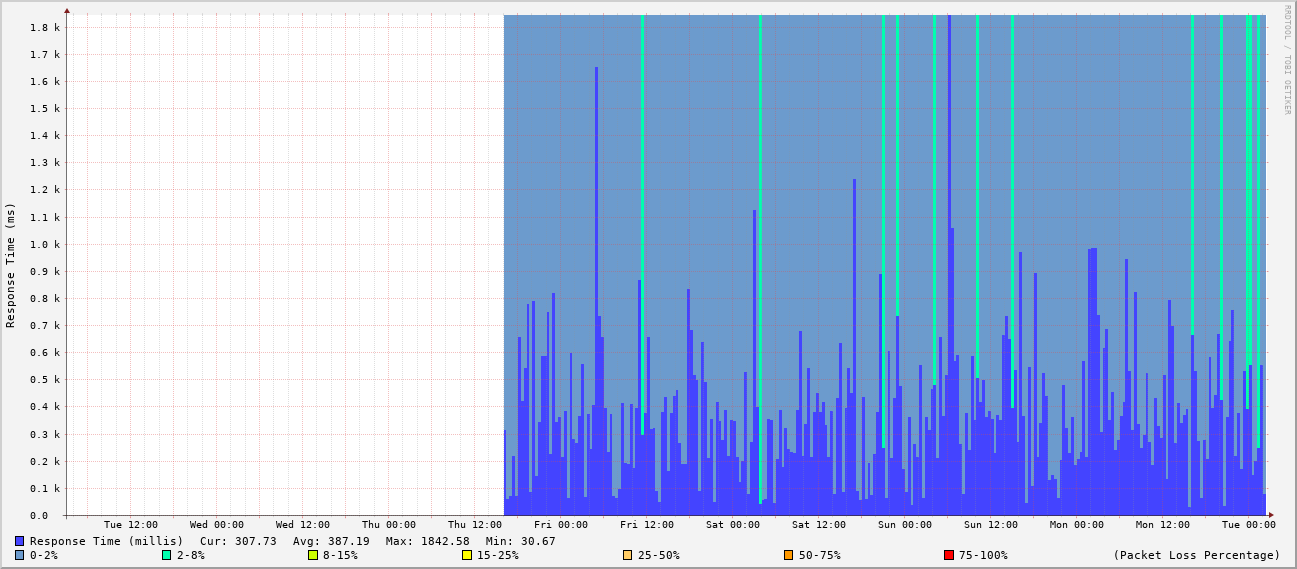 RRDTOOL / TOBI OETIKER
Response Time (ms)
1.8 k
1.7 k
1.6 k
1.5 k
1.4 k
1.3 k
1.2 k
1.1 k
1.0 k
0.9 k
0.8 k
0.7 k
0.6 k
0.5 k
0.4 k
0.3 k
0.2 k
0.1 k
0.0
Tue 12:00 Wed 00:00 Wed 12:00 Thu 00:00 Thu 12:00 Fri 00:00 Fri 12:00 Sat 00:00 Sat 12:00 Sun 00:00 Sun 12:00 Mon 00:00 Mon 12:00 Tue 00:00
Response Time (millis) Cur: 307.73 Avg: 387.19 Max: 1842.58 Min: 30.67
0-2% 2-8% 8-15% 15-25% 25-50% 50-75% 75-100% (Packet Loss Percentage)